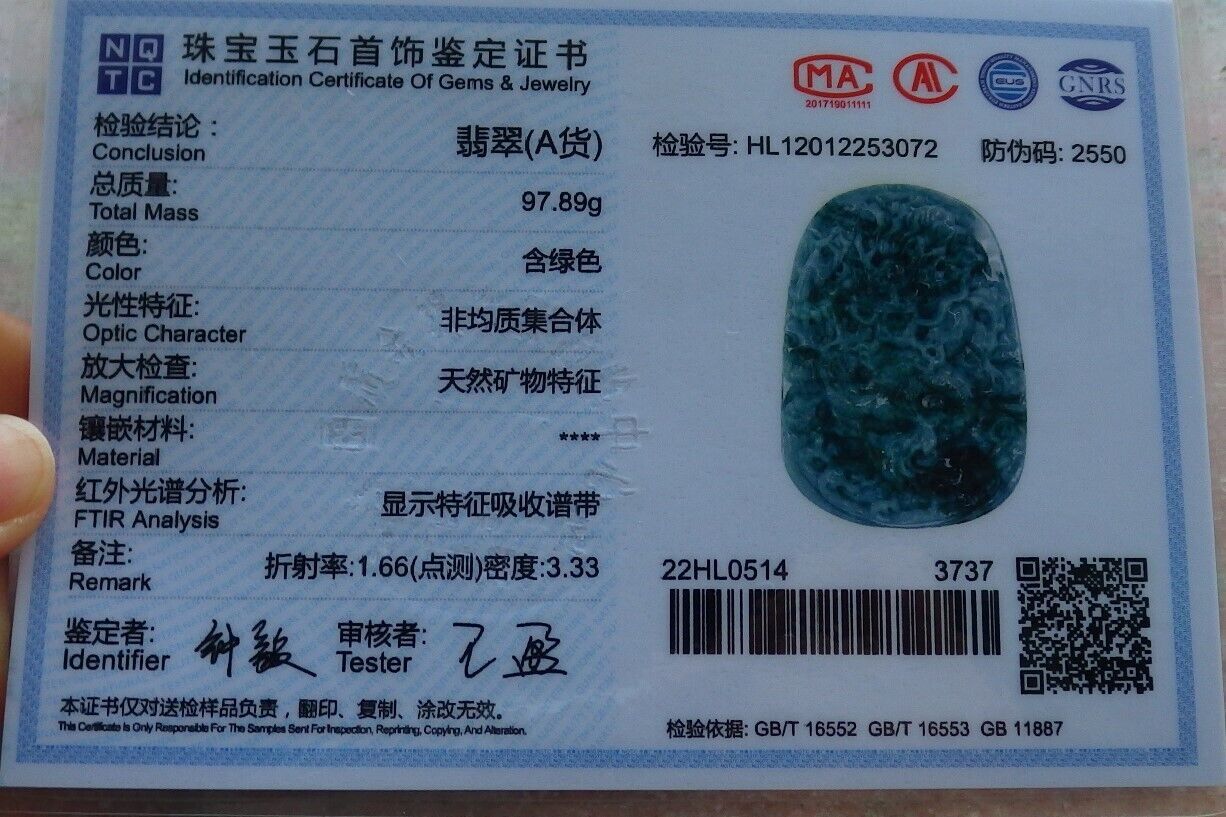 NQ
TC
珠宝玉石首饰鉴定证书
Identification Certificate Of Gems & Jewelry
检验结论：
Conclusion
翡翠(A货)
总质量:
Total Mass
97.89g
颜色:
Color
含绿色
光性特征:
Optic Character
非均质集合体
放大检查:
Magnification
天然矿物特征
镶嵌材料:
Material
****
红外光谱分析:
FTIR Analysis
显示特征吸收谱带
备注:
Remark
折射率:1.66(点测)密度:3.33
鉴定者:
Identifier
审核者:
Tester
本证书仅对送检样品负责，翻印、复制、涂改无效。
This Certificate Is Only Responsible For The Samples Sent For Inspection, Reprinting, Copying, And Alteration.
MA
201719011111
GNRS
检验号: HL12012253072
防伪码: 2550
22HL0514
3737
检验依据: GB/T 16552 GB/T 16553 GB 11887